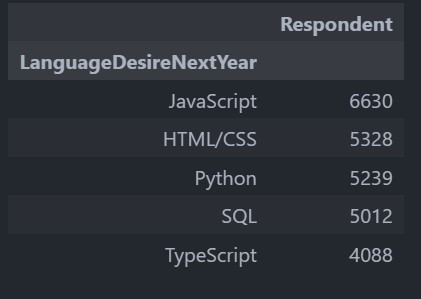 Respondent
LanguageDesireNextYear
JavaScript 6630
HTML/CSS 5328
Python 5239
SQL 5012
TypeScript 4088